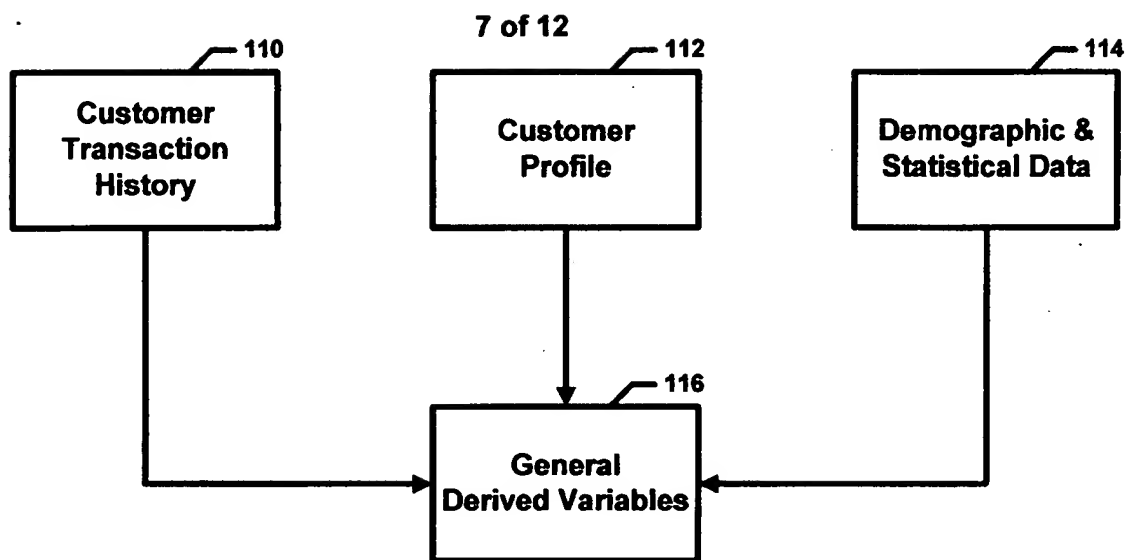 7 of 12
110
Customer
Transaction
History
112
Customer
Profile
114
Demographic &
Statistical Data
116
General
Derived Variables